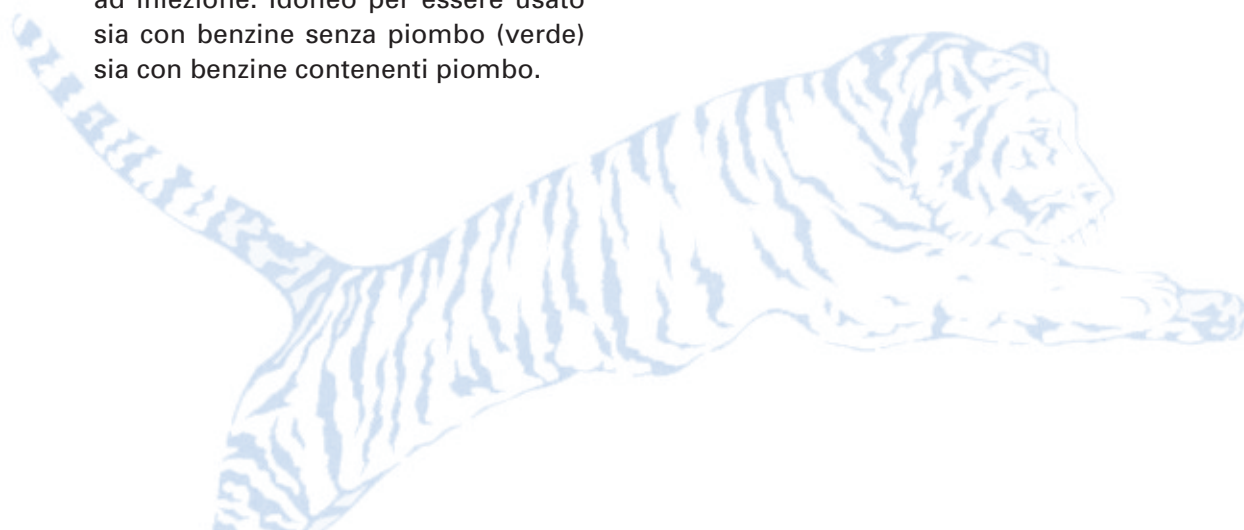 ad iniezione. Idoneo per essere usato
sia con benzine senza piombo (verde)
sia con benzine contenenti piombo.